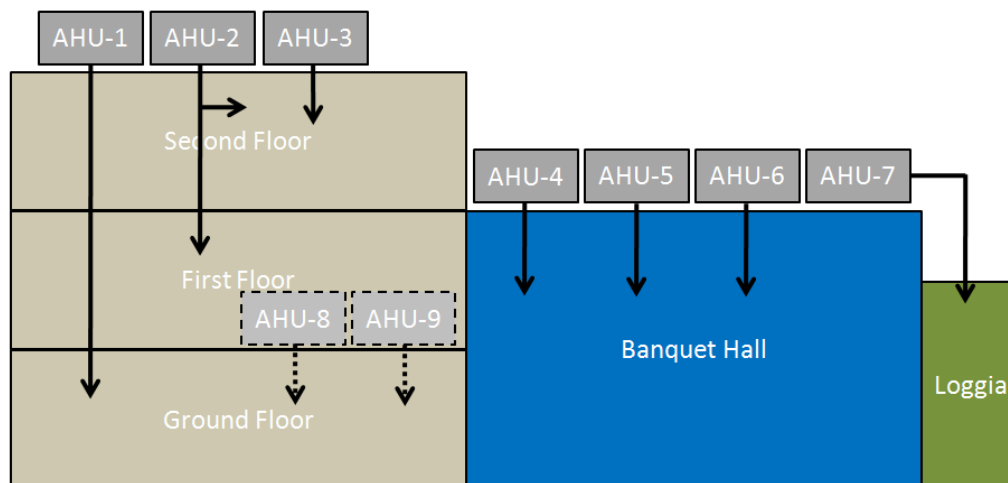 AHU-1
AHU-2
AHU-3
Second Floor
AHU-4
AHU-5
AHU-6
AHU-7
First Floor
AHU-8
AHU-9
Banquet Hall
Loggia
Ground Floor